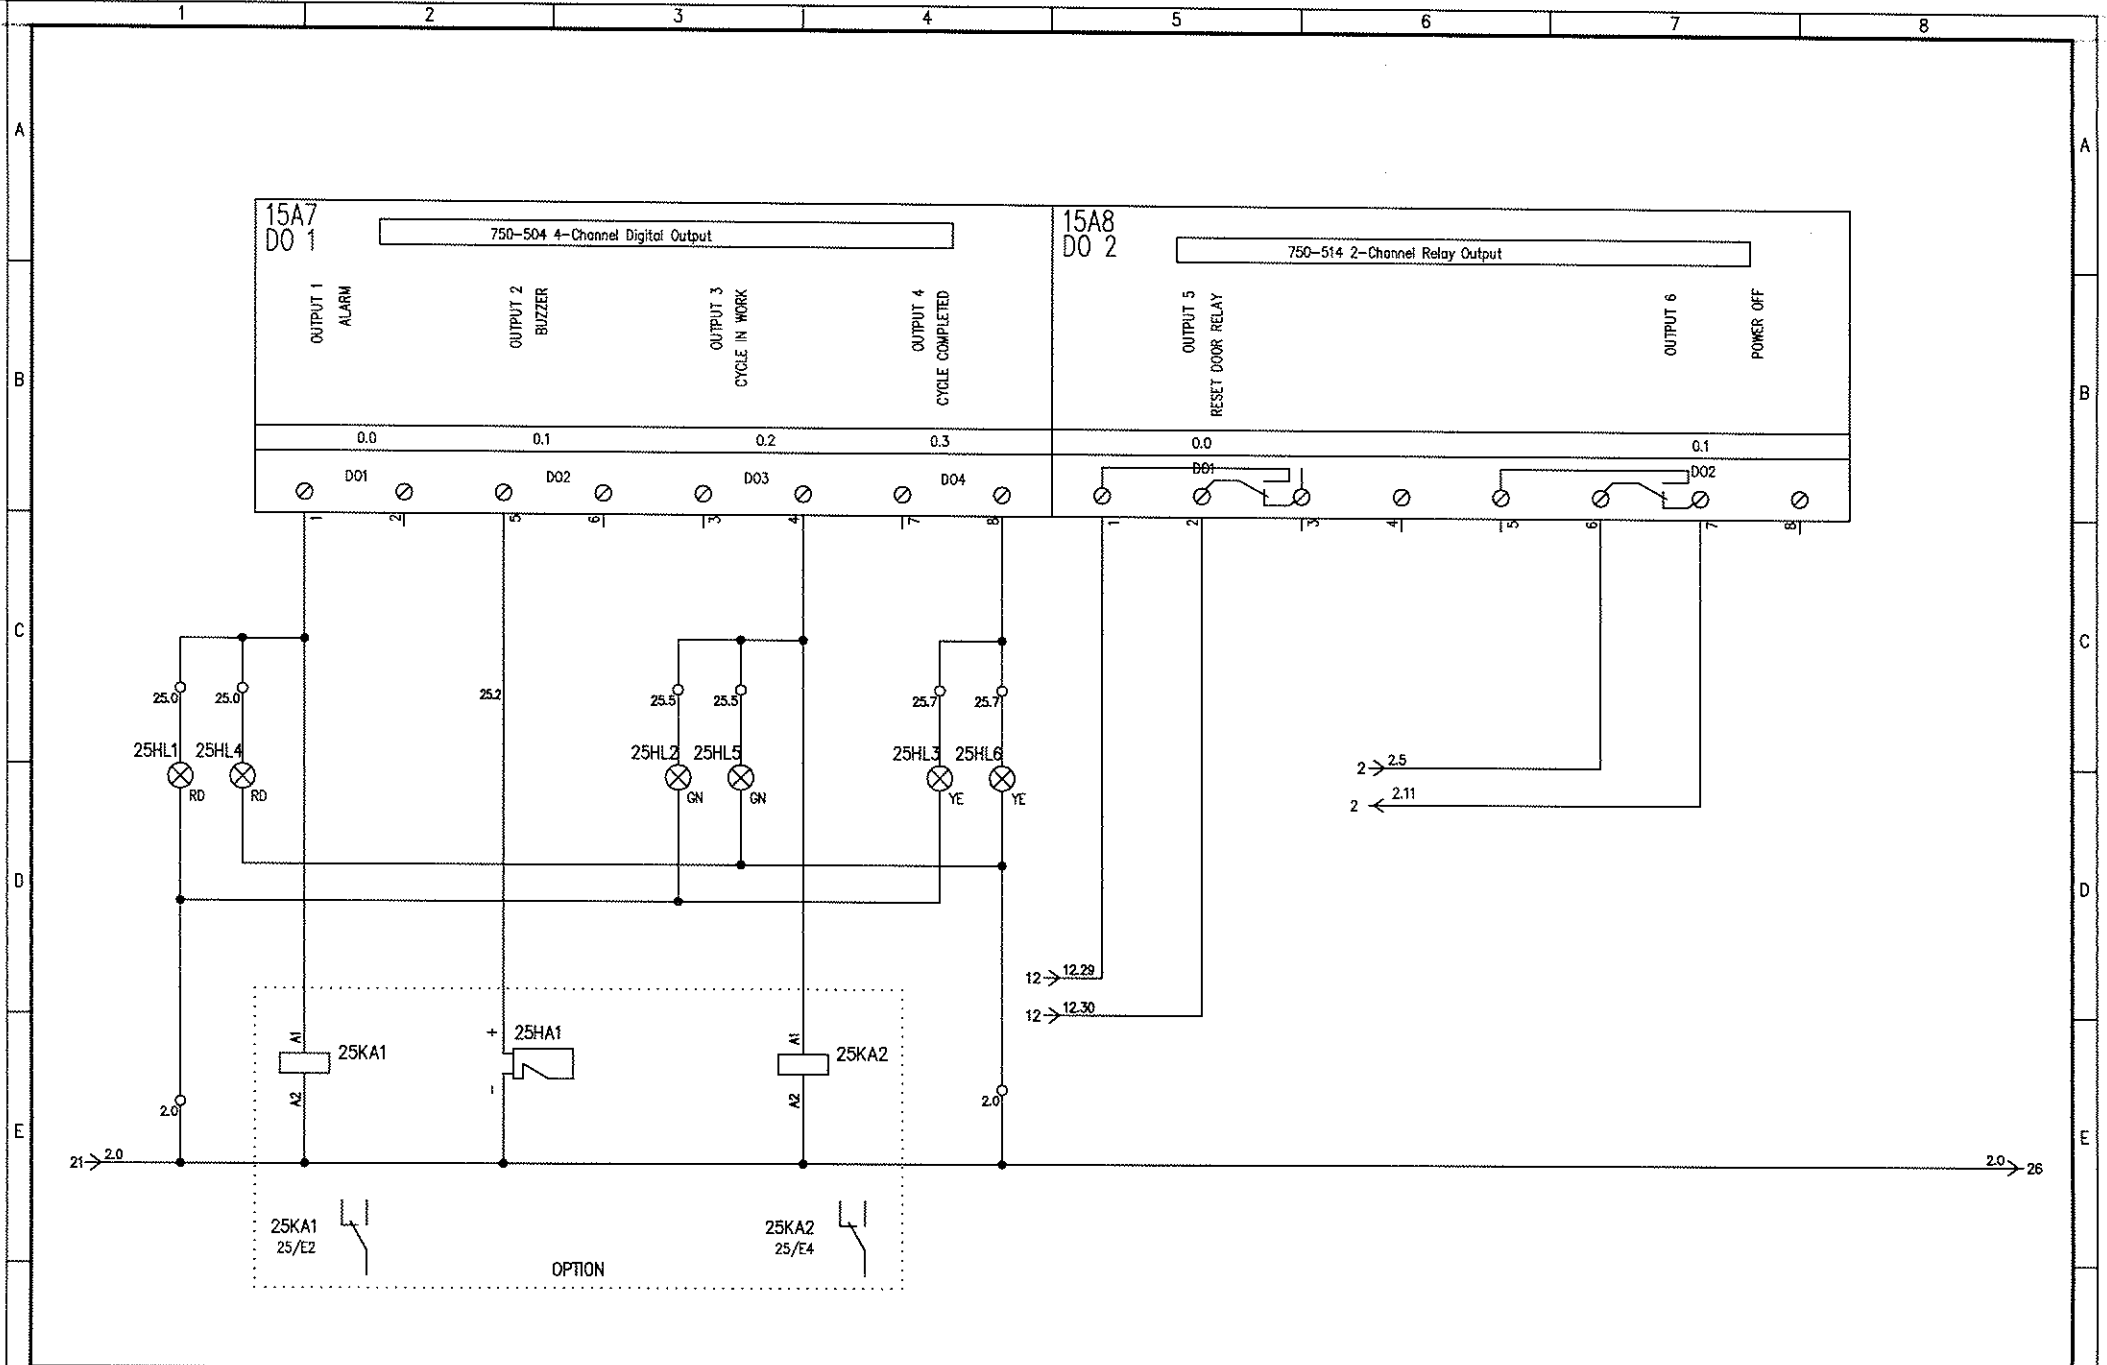 1 2 3 4 5 6 7 8
A A
15A7
DO 1
750-504 4-Channel Digital Output
15A8
DO 2
750-514 2-Channel Relay Output
OUTPUT 1
ALARM
OUTPUT 2
BUZZER
OUTPUT 3
CYCLE IN WORK
OUTPUT 4
CYCLE COMPLETED
OUTPUT 5
RESET DOOR RELAY
OUTPUT 6
POWER OFF
B B
0.0 0.1 0.2 0.3 0.0 0.1
DO1 DO2 DO3 DO4 DO1 DO2
1 2 5 6 3 4 7 8 1 2 3 4 5 6 7 8
C C
25.0 25.0 25.2 25.5 25.5 25.7 25.7
25HL1 25HL4 25HL2 25HL5 25HL3 25HL6
RD RD GN GN YE YE
2 2.5
2 2.11
D D
12 12.29
12 12.30
A1 25KA1 + 25HA1 A1 25KA2
A2 - A2
2.0 2.0
E E
21 2.0 2.0 26
25KA1
25/E2
25KA2
25/E4
OPTION